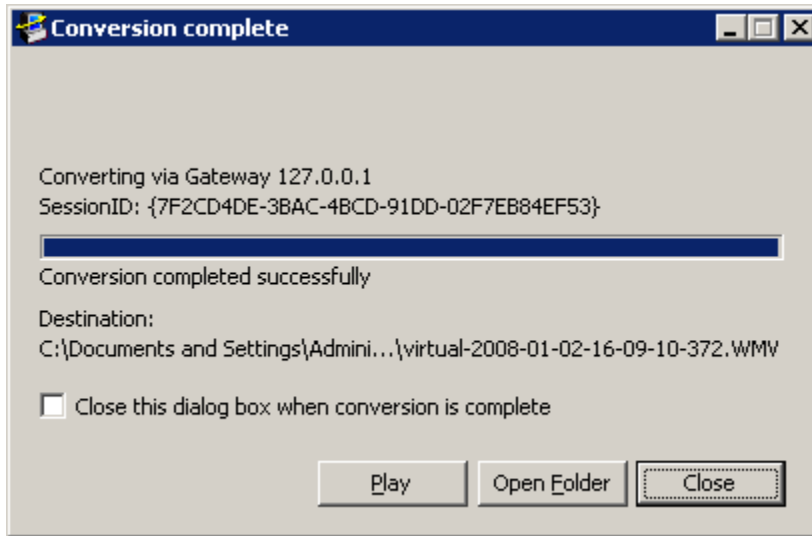 Conversion complete
Converting via Gateway 127.0.0.1
SessionID: {7F2CD4DE-3BAC-4BCD-91DD-02F7EB84EF53}
Conversion completed successfully
Destination:
C:\Documents and Settings\Admini...\virtual-2008-01-02-16-09-10-372.WMV
Close this dialog box when conversion is complete
Play Open Folder Close